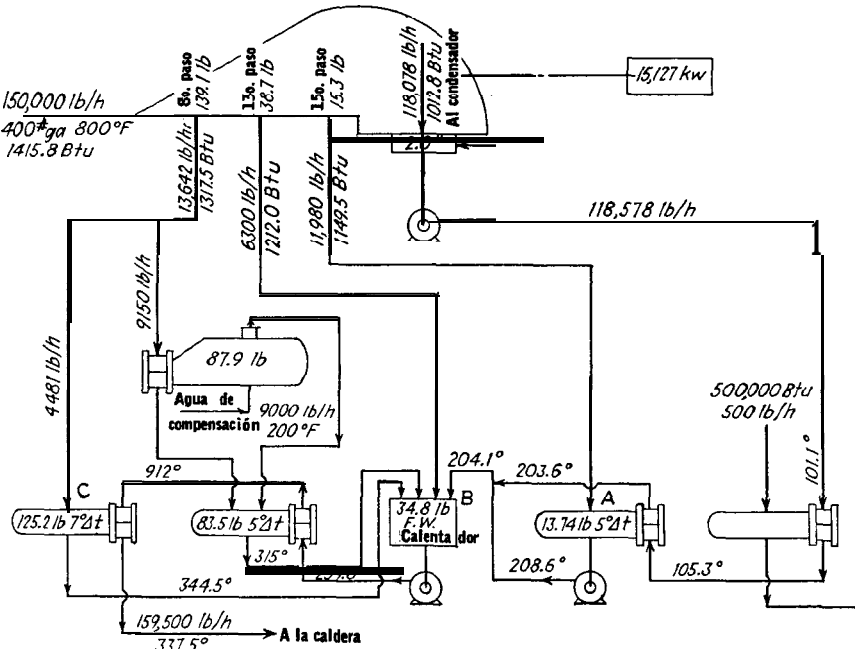 8o. paso
139.1 lb
13o. paso
38.7 lb
15o. paso
15.3 lb
118,078 lb/h
1012.8 Btu
Al condensador
15,127 kw
150,000 lb/h
400# ga 800°F
1415.8 Btu
13,642 lb/hr
1317.5 Btu
6300 lb/h
1212.0 Btu
11,980 lb/h
1149.5 Btu
118,578 lb/h
9150 lb/h
4481 lb/h
87.9 lb
Agua de
compensación
9000 lb/h
200°F
500,000 Btu
500 lb/h
101.1°
912°
204.1°
203.6°
C
B
A
125.2 lb 7°Δt
83.5 lb 5°Δt
34.8 lb
F.W.
Calentador
13.74 lb 5°Δt
315°
208.6°
105.3°
344.5°
159,500 lb/h
337.5°
A la caldera